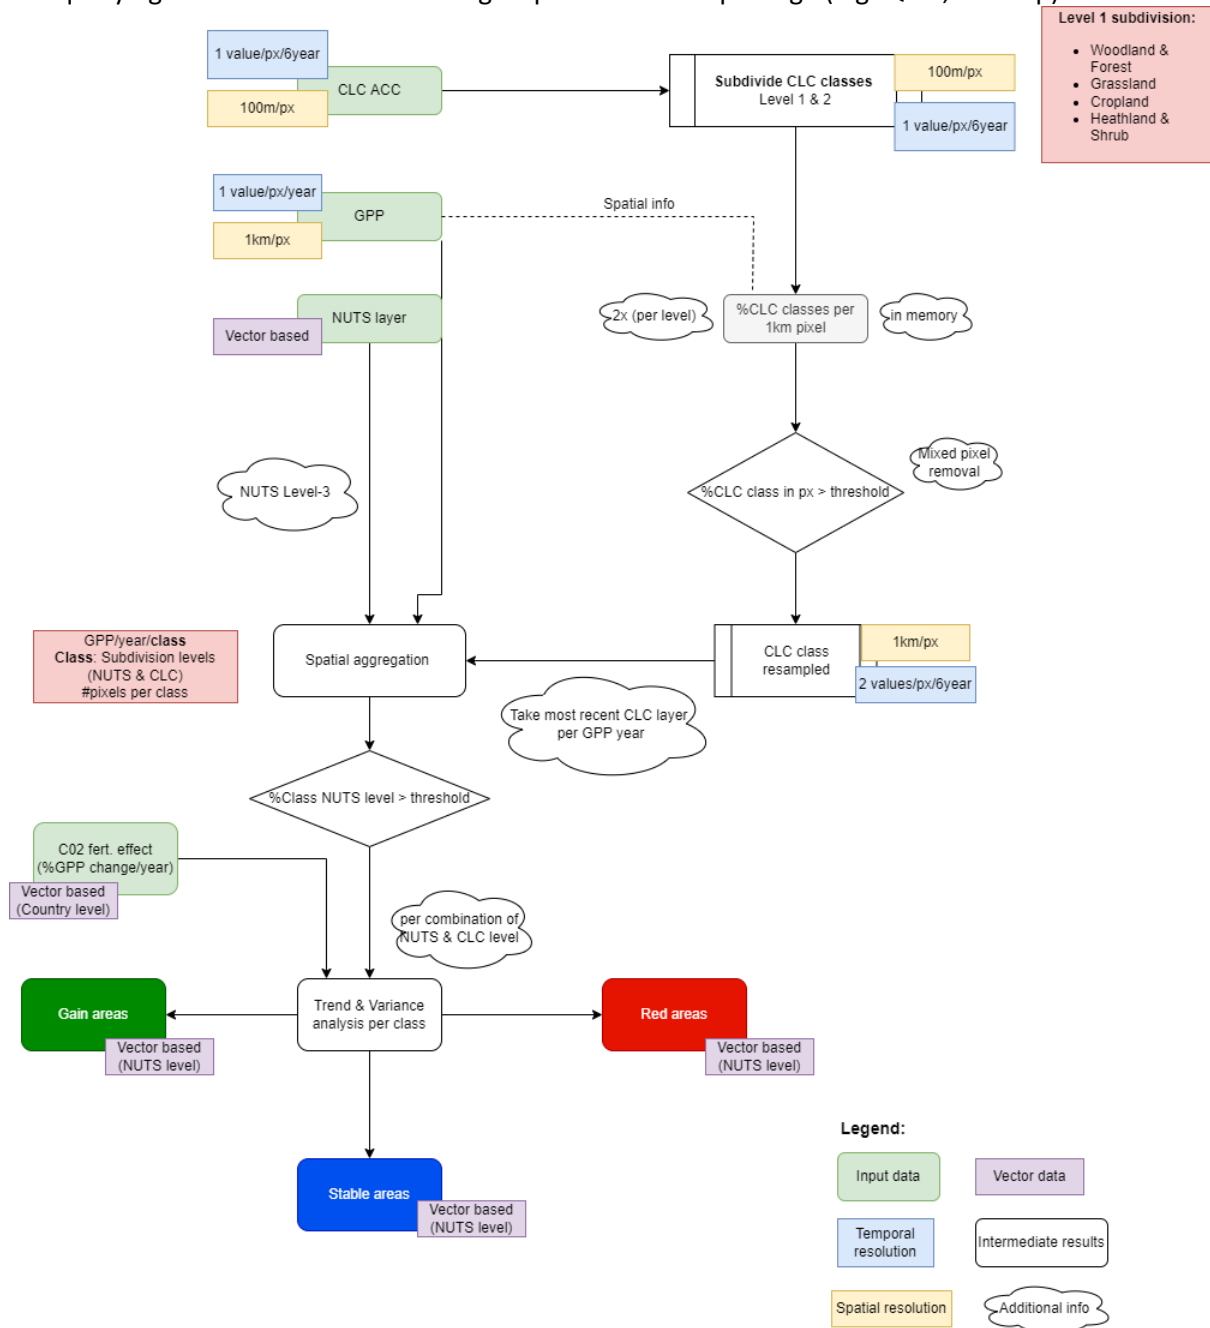 Level 1 subdivision:
• Woodland &
Forest
• Grassland
• Cropland
• Heathland &
Shrub
1 value/px/6year
CLC ACC
100m/px
Subdivide CLC classes
Level 1 & 2
100m/px
1 value/px/6year
1 value/px/year
GPP
1km/px
Spatial info
NUTS layer
Vector based
2x (per level)
%CLC classes per
1km pixel
in memory
Mixed pixel
removal
%CLC class in px > threshold
NUTS Level-3
GPP/year/class
Class: Subdivision levels
(NUTS & CLC)
#pixels per class
Spatial aggregation
CLC class
resampled
1km/px
2 values/px/6year
Take most recent CLC layer
per GPP year
%Class NUTS level > threshold
C02 fert. effect
(%GPP change/year)
Vector based
(Country level)
per combination of
NUTS & CLC level
Gain areas
Vector based
(NUTS level)
Trend & Variance
analysis per class
Red areas
Vector based
(NUTS level)
Stable areas
Vector based
(NUTS level)
Legend:
Input data
Vector data
Temporal
resolution
Intermediate results
Spatial resolution
Additional info